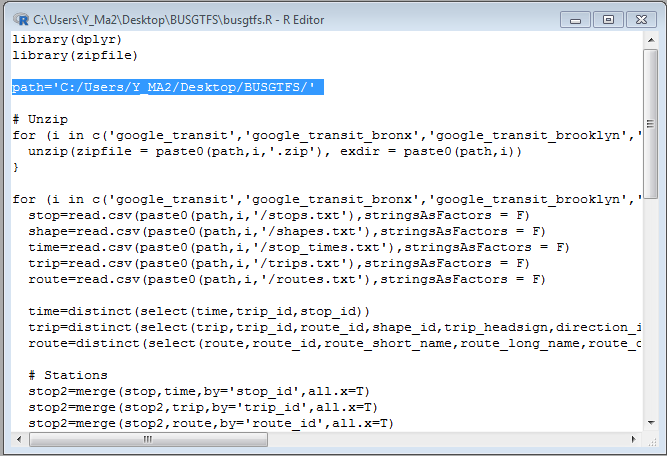 C:\Users\Y_Ma2\Desktop\BUSGTFS\busgtfs.R - R Editor
library(dplyr)
library(zipfile)
path='C:/Users/Y_MA2/Desktop/BUSGTFS/'
# Unzip
for (i in c('google_transit','google_transit_bronx','google_transit_brooklyn','
  unzip(zipfile = paste0(path,i,'.zip'), exdir = paste0(path,i))
}
for (i in c('google_transit','google_transit_bronx','google_transit_brooklyn','
  stop=read.csv(paste0(path,i,'/stops.txt'),stringsAsFactors = F)
  shape=read.csv(paste0(path,i,'/shapes.txt'),stringsAsFactors = F)
  time=read.csv(paste0(path,i,'/stop_times.txt'),stringsAsFactors = F)
  trip=read.csv(paste0(path,i,'/trips.txt'),stringsAsFactors = F)
  route=read.csv(paste0(path,i,'/routes.txt'),stringsAsFactors = F)
  time=distinct(select(time,trip_id,stop_id))
  trip=distinct(select(trip,trip_id,route_id,shape_id,trip_headsign,direction_i
  route=distinct(select(route,route_id,route_short_name,route_long_name,route_c
  # Stations
  stop2=merge(stop,time,by='stop_id',all.x=T)
  stop2=merge(stop2,trip,by='trip_id',all.x=T)
  stop2=merge(stop2,route,by='route_id',all.x=T)